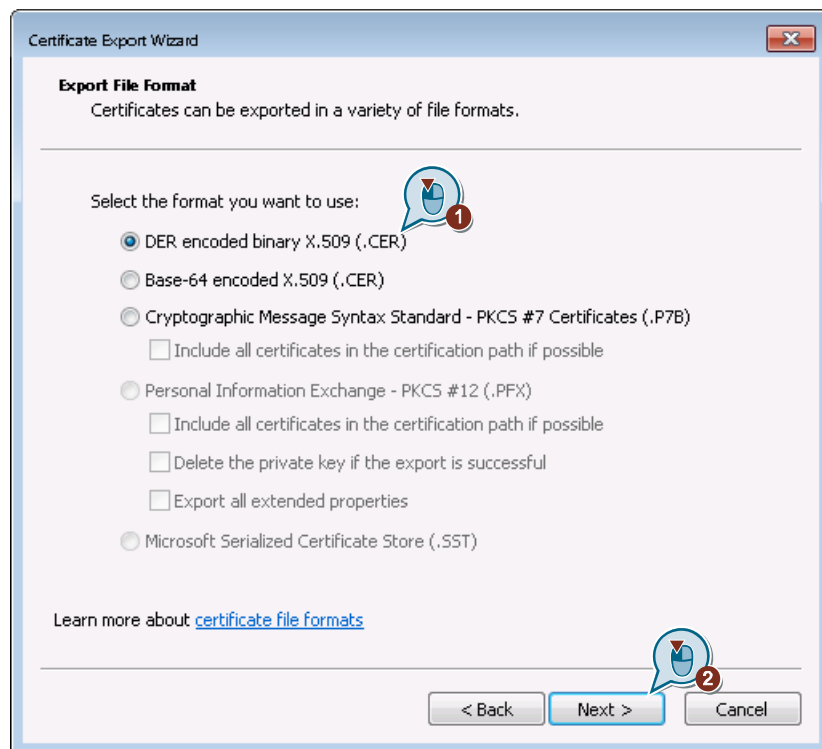 Certificate Export Wizard
Export File Format
Certificates can be exported in a variety of file formats.
Select the format you want to use:
1
DER encoded binary X.509 (.CER)
Base-64 encoded X.509 (.CER)
Cryptographic Message Syntax Standard - PKCS #7 Certificates (.P7B)
Include all certificates in the certification path if possible
Personal Information Exchange - PKCS #12 (.PFX)
Include all certificates in the certification path if possible
Delete the private key if the export is successful
Export all extended properties
Microsoft Serialized Certificate Store (.SST)
Learn more about certificate file formats
2
< Back Next > Cancel